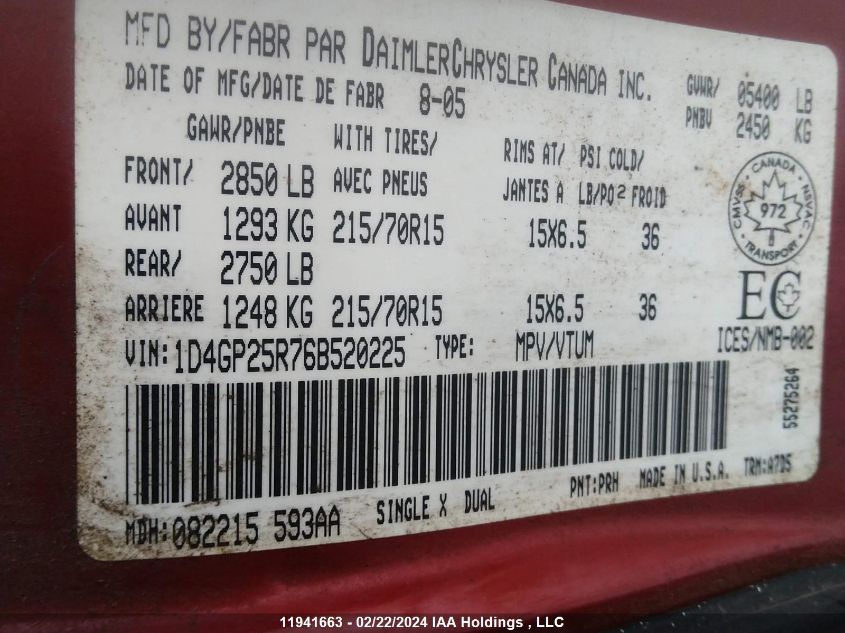 MFD BY/FABR PAR DAIMLERCHRYSLER CANADA INC.
DATE OF MFG/DATE DE FABR 8-05
GVWR/ 05400 LB
PNBV 2450 KG
GAWR/PNBE WITH TIRES/ RIMS AT/ PSI COLD/
FRONT/ 2850 LB AVEC PNEUS JANTES A LB/PO² FROID
AVANT 1293 KG 215/70R15 15X6.5 36
REAR/ 2750 LB
ARRIERE 1248 KG 215/70R15 15X6.5 36
CANADA
CMVSS NSVAC
972
TRANSPORT
EC
ICES/NMB-002
VIN:1D4GP25R76B520225 TYPE: MPV/VTUM
55275264
MDH:082215 593AA SINGLE X DUAL PNT:PRH MADE IN U.S.A. TRM:A7D5
11941663 - 02/22/2024 IAA Holdings , LLC